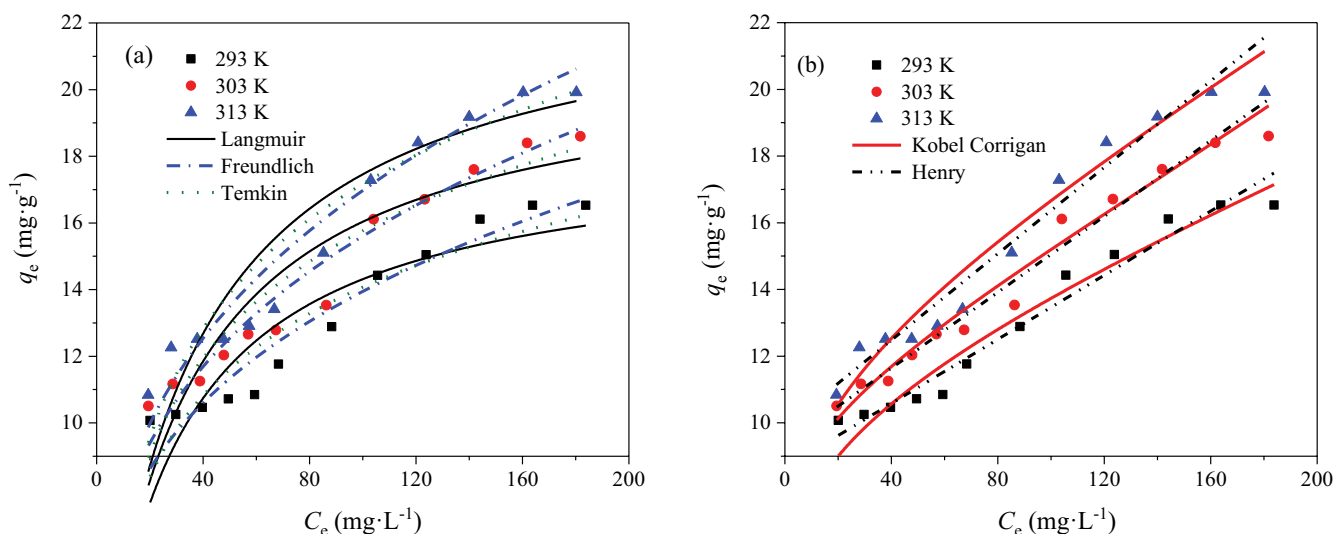 (a)
293 K
303 K
313 K
Langmuir
Freundlich
Temkin
22
20
18
16
14
12
10
0
40
80
120
160
200
qe (mg·g-1)
Ce (mg·L-1)
(b)
293 K
303 K
313 K
Kobel Corrigan
Henry
22
20
18
16
14
12
10
0
40
80
120
160
200
qe (mg·g-1)
Ce (mg·L-1)